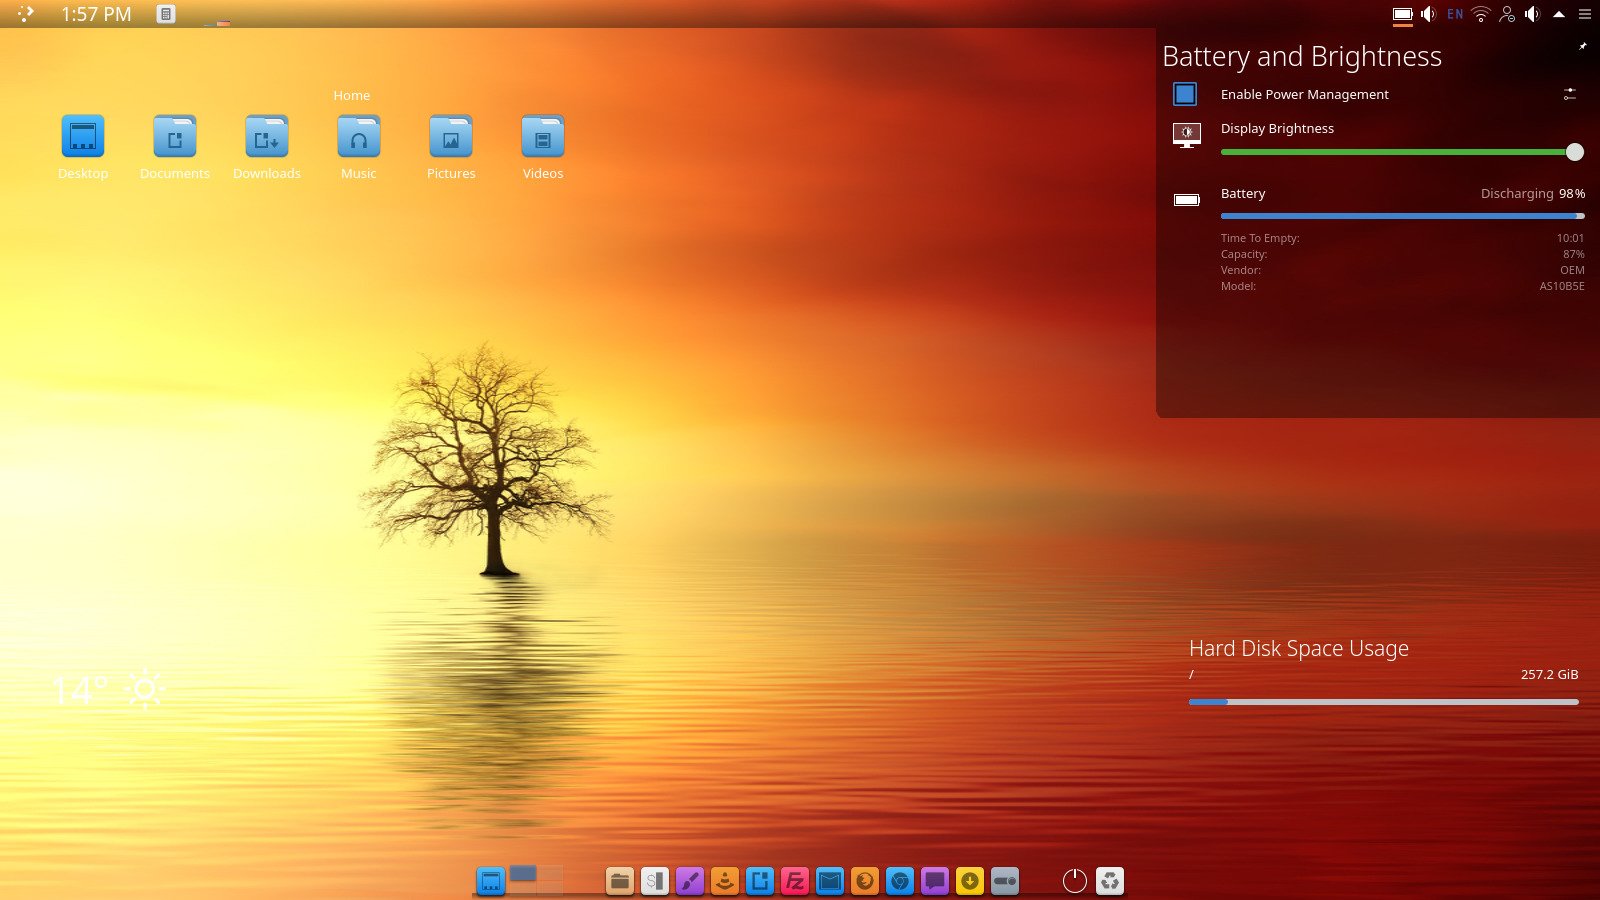 1:57 PM
EN
Battery and Brightness
Enable Power Management
Display Brightness
Battery Discharging 98%
Time To Empty: 10:01
Capacity: 87%
Vendor: OEM
Model: AS10B5E
Home
Desktop Documents Downloads Music Pictures Videos
Hard Disk Space Usage
/ 257.2 GiB
14°
$
Fz